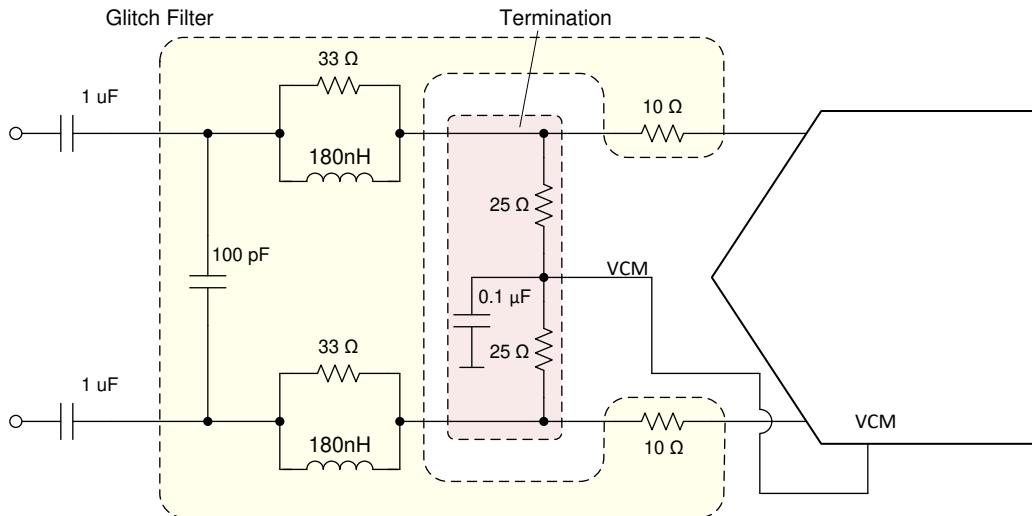 Glitch Filter
Termination
33 Ω
1 uF
10 Ω
180nH
25 Ω
100 pF
VCM
0.1 µF
33 Ω
25 Ω
1 uF
VCM
180nH
10 Ω